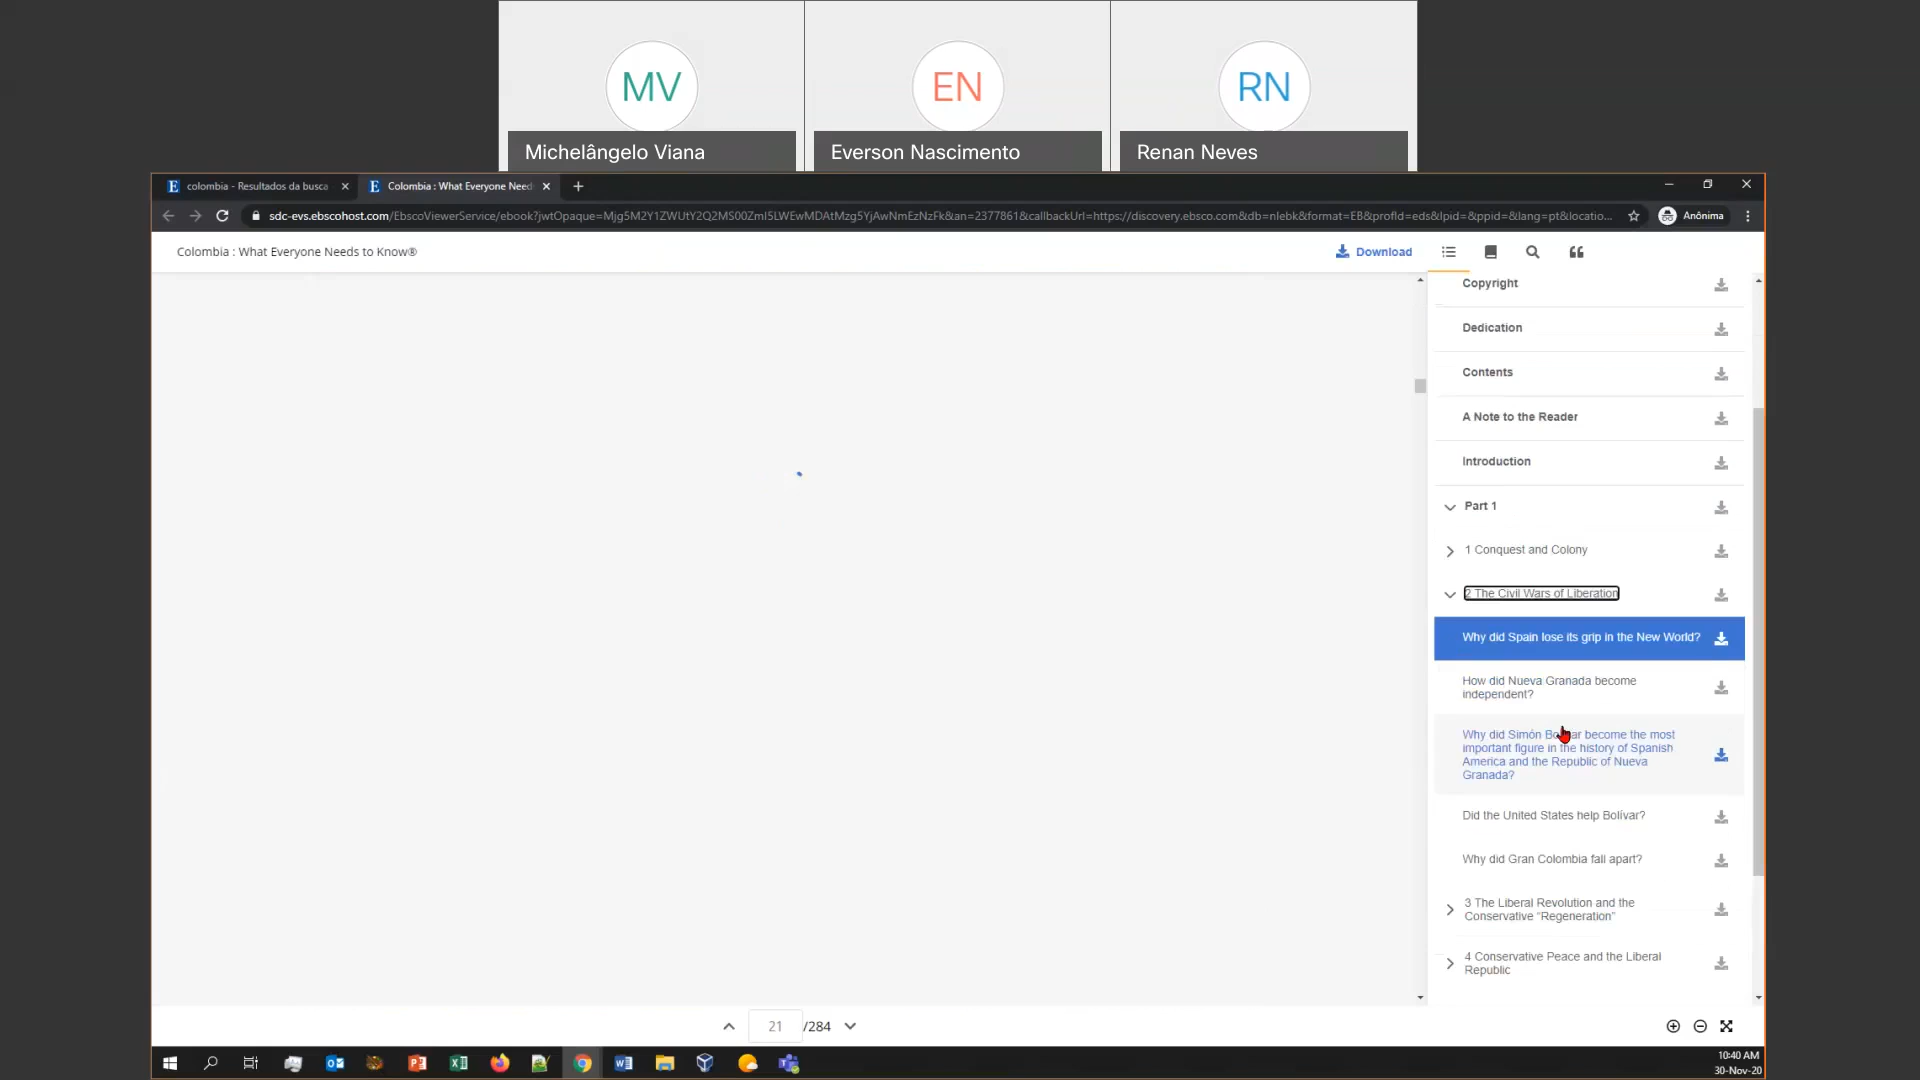 MV
EN
RN
Michelângelo Viana
Everson Nascimento
Renan Neves
colombia - Resultados da busca
Colombia : What Everyone Need
sdc-evs.ebscohost.com/EbscoViewerService/ebook?jwtOpaque=Mjg5M2Y1ZWUtY2Q2MS00ZmI5LWEwMDAtMzg5YjAwNmEzNzFk&an=2377861&callbackUrl=https://discovery.ebsco.com&db=nlebk&format=EB&profId=eds&lpid=&ppid=&lang=pt&locatio...
Anônima
Colombia : What Everyone Needs to Know®
Download
Copyright
Dedication
Contents
A Note to the Reader
Introduction
Part 1
1 Conquest and Colony
2 The Civil Wars of Liberation
Why did Spain lose its grip in the New World?
How did Nueva Granada become
independent?
Why did Simón Bolívar become the most
important figure in the history of Spanish
America and the Republic of Nueva
Granada?
Did the United States help Bolívar?
Why did Gran Colombia fall apart?
3 The Liberal Revolution and the
Conservative “Regeneration”
4 Conservative Peace and the Liberal
Republic
21 /284
10:40 AM
30-Nov-20